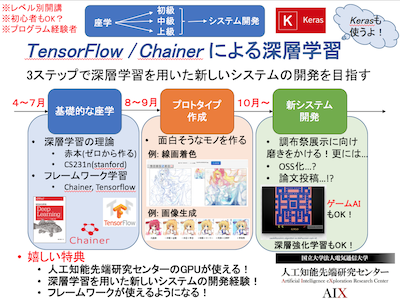 ※レベル別開講
※初心者もOK?
※プログラム経験者
座学
初級
中級
上級
システム開発
K Keras
Kerasも
使うよ!
TensorFlow / Chainer による深層学習
3ステップで深層学習を用いた新しいシステムの開発を目指す
4～7月
基礎的な座学
8～9月
プロトタイプ
作成
10月～
新システム
開発
• 深層学習の理論
• 赤本(ゼロから作る)
• CS231n(stanford)
• フレームワーク学習
• Chainer, Tensorflow
Deep Learning
Chainer
TensorFlow
• 面白そうなモノを作る
例: 線画着色
例: 画像生成
• 調布祭展示に向け
磨きをかける!更には…
• OSS化…?
• 論文投稿…!?
ゲームAI
もOK!
深層強化学習もOK!
• 嬉しい特典
• 人工知能先端研究センターのGPUが使える!
• 深層学習を用いた新しいシステムの開発経験!
• フレームワークが使えるようになる!
国立大学法人電気通信大学
人工知能先端研究センター
Artificial Intelligence eXploration Research Center
AIX